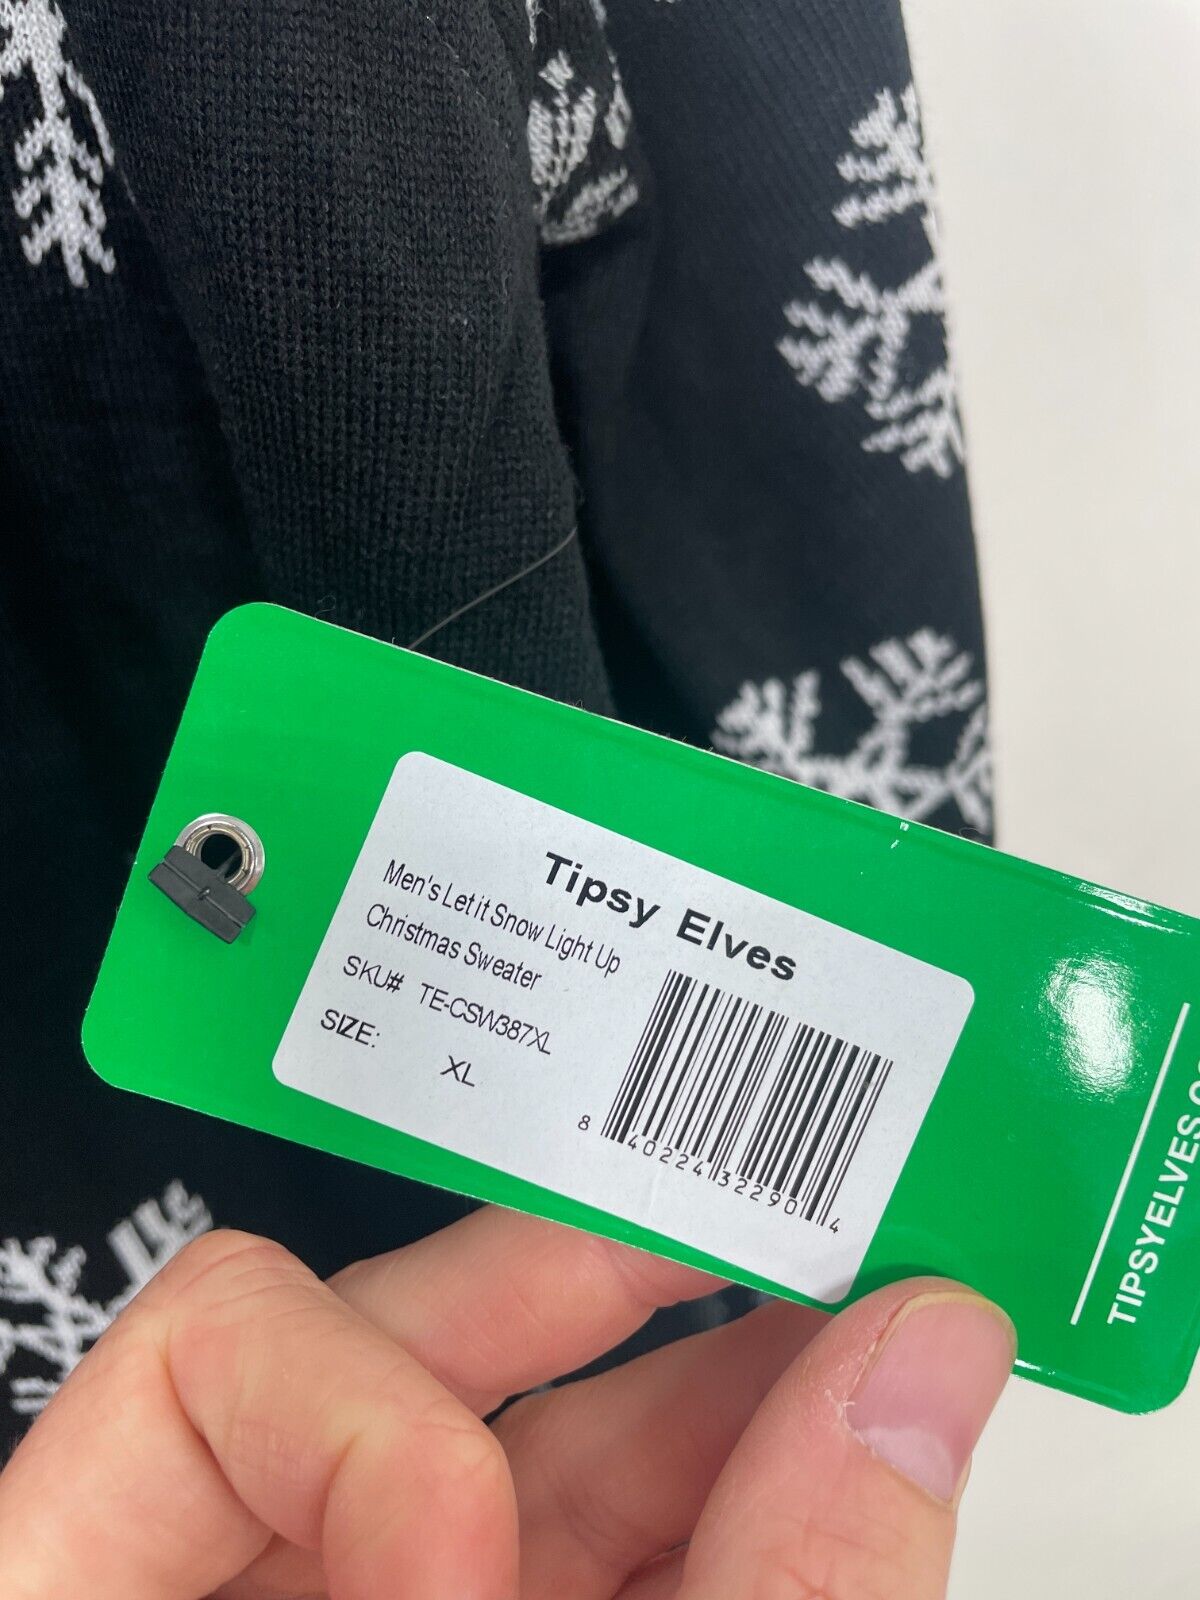 Tipsy Elves
Men's Let it Snow Light Up
Christmas Sweater
SKU# TE-CSW387XL
SIZE: XL
8 40224 32290 4
TIPSYELVES.CO